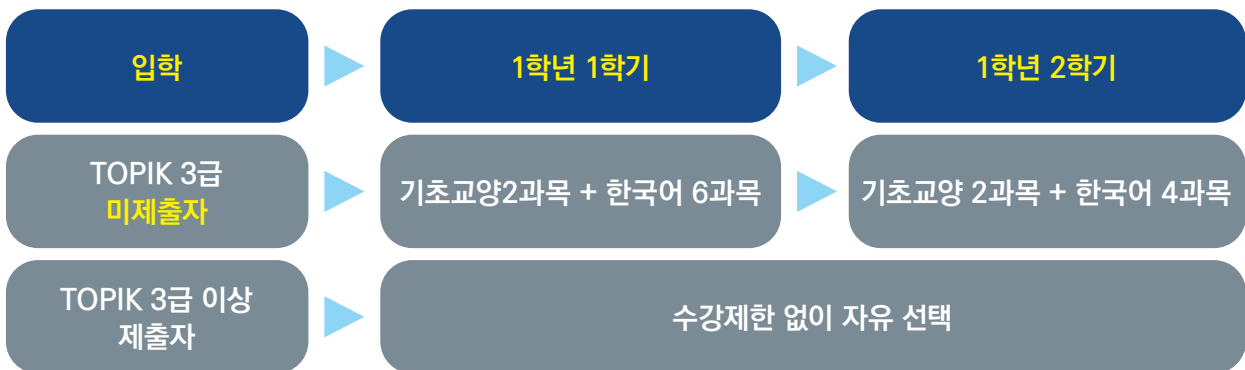 입학
1학년 1학기
1학년 2학기
TOPIK 3급
미제출자
기초교양2과목 + 한국어 6과목
기초교양 2과목 + 한국어 4과목
TOPIK 3급 이상
제출자
수강제한 없이 자유 선택